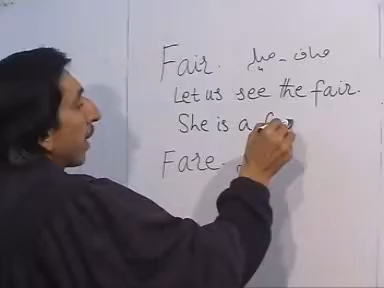 Fair. صاف - میلہ
Let us see the fair.
She is a f
Fare -